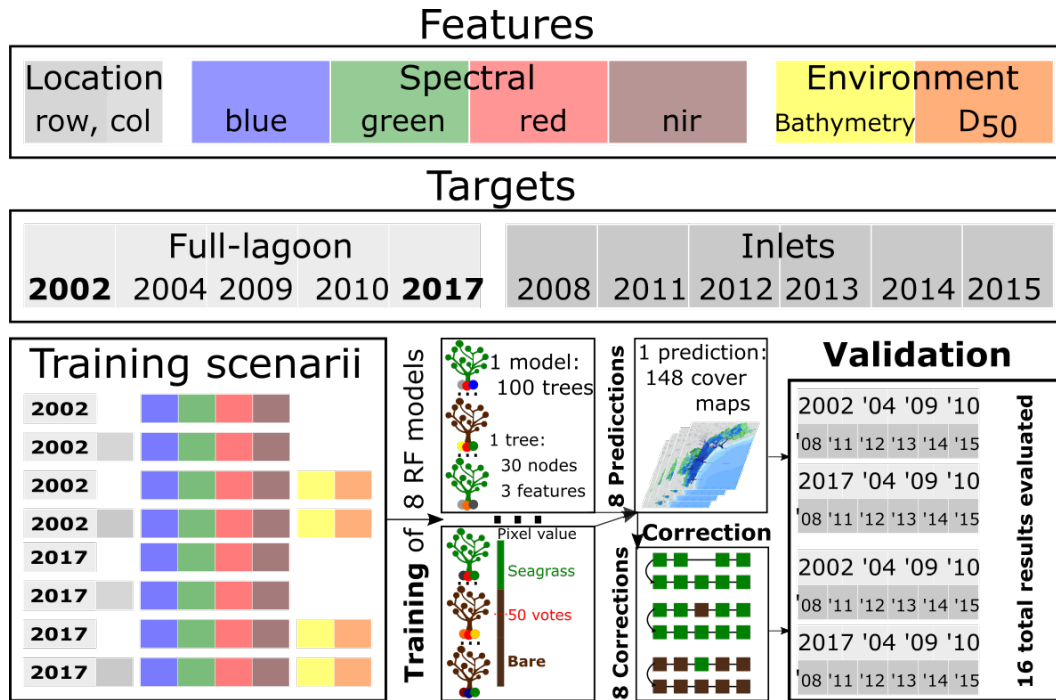 Features
Location
row, col
Spectral
blue
green
red
nir
Environment
Bathymetry
D50
Targets
Full-lagoon
2002 2004 2009 2010 2017
Inlets
2008 2011 2012 2013 2014 2015
Training scenarii
2002
2002
2002
2002
2017
2017
2017
2017
Training of 8 RF models
1 model:
100 trees
1 tree:
30 nodes
3 features
...
Pixel value
Seagrass
50 votes
Bare
8 Predicctions
1 prediction:
148 cover
maps
Correction
8 Corrections
Validation
2002 '04 '09 '10
'08 '11 '12 '13 '14 '15
2017 '04 '09 '10
'08 '11 '12 '13 '14 '15
2002 '04 '09 '10
'08 '11 '12 '13 '14 '15
2017 '04 '09 '10
'08 '11 '12 '13 '14 '15
16 total results evaluated